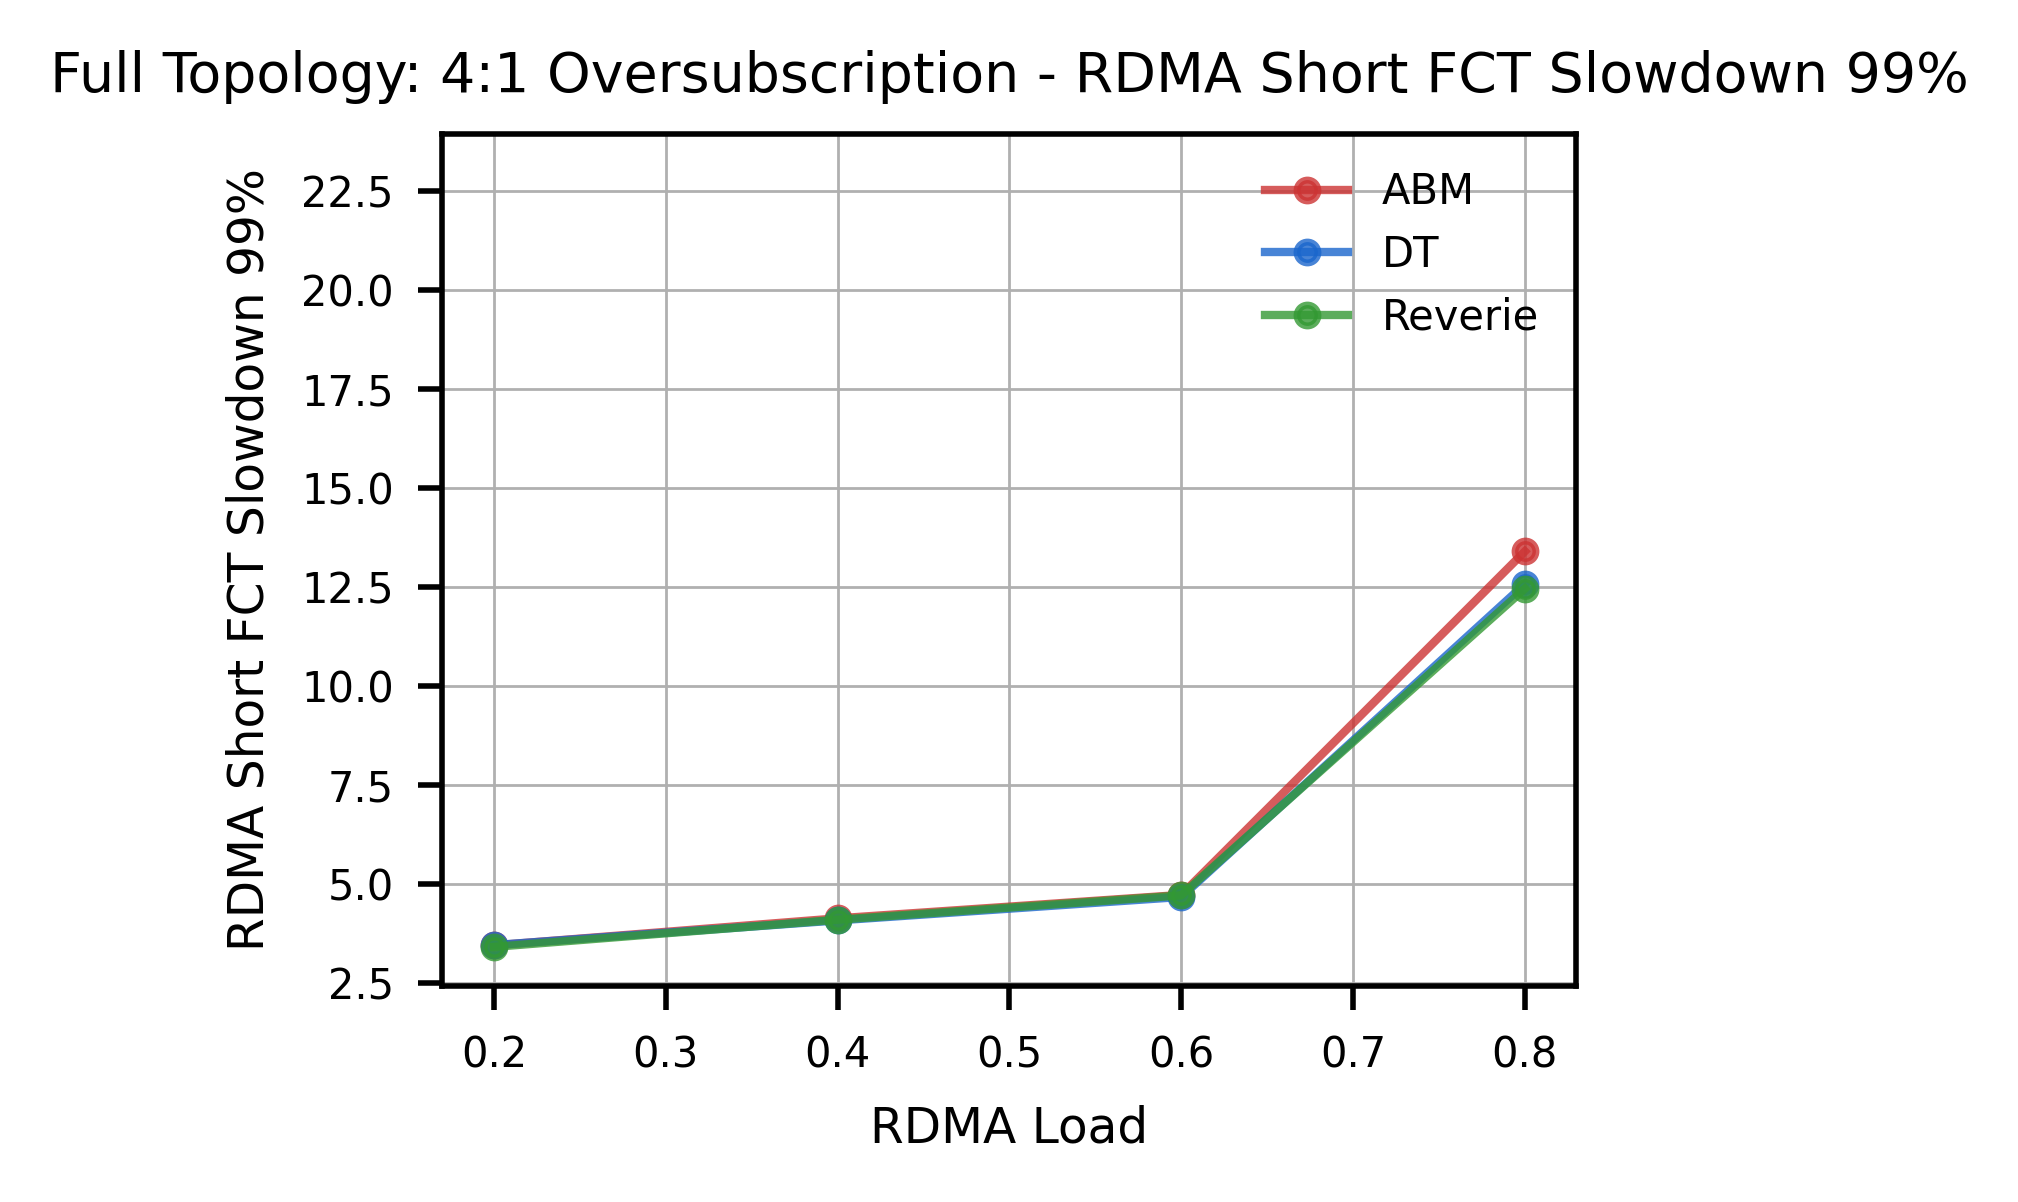 Full Topology: 4:1 Oversubscription - RDMA Short FCT Slowdown 99%
RDMA Short FCT Slowdown 99%
22.5
20.0
17.5
15.0
12.5
10.0
7.5
5.0
2.5
ABM
DT
Reverie
0.2 0.3 0.4 0.5 0.6 0.7 0.8
RDMA Load